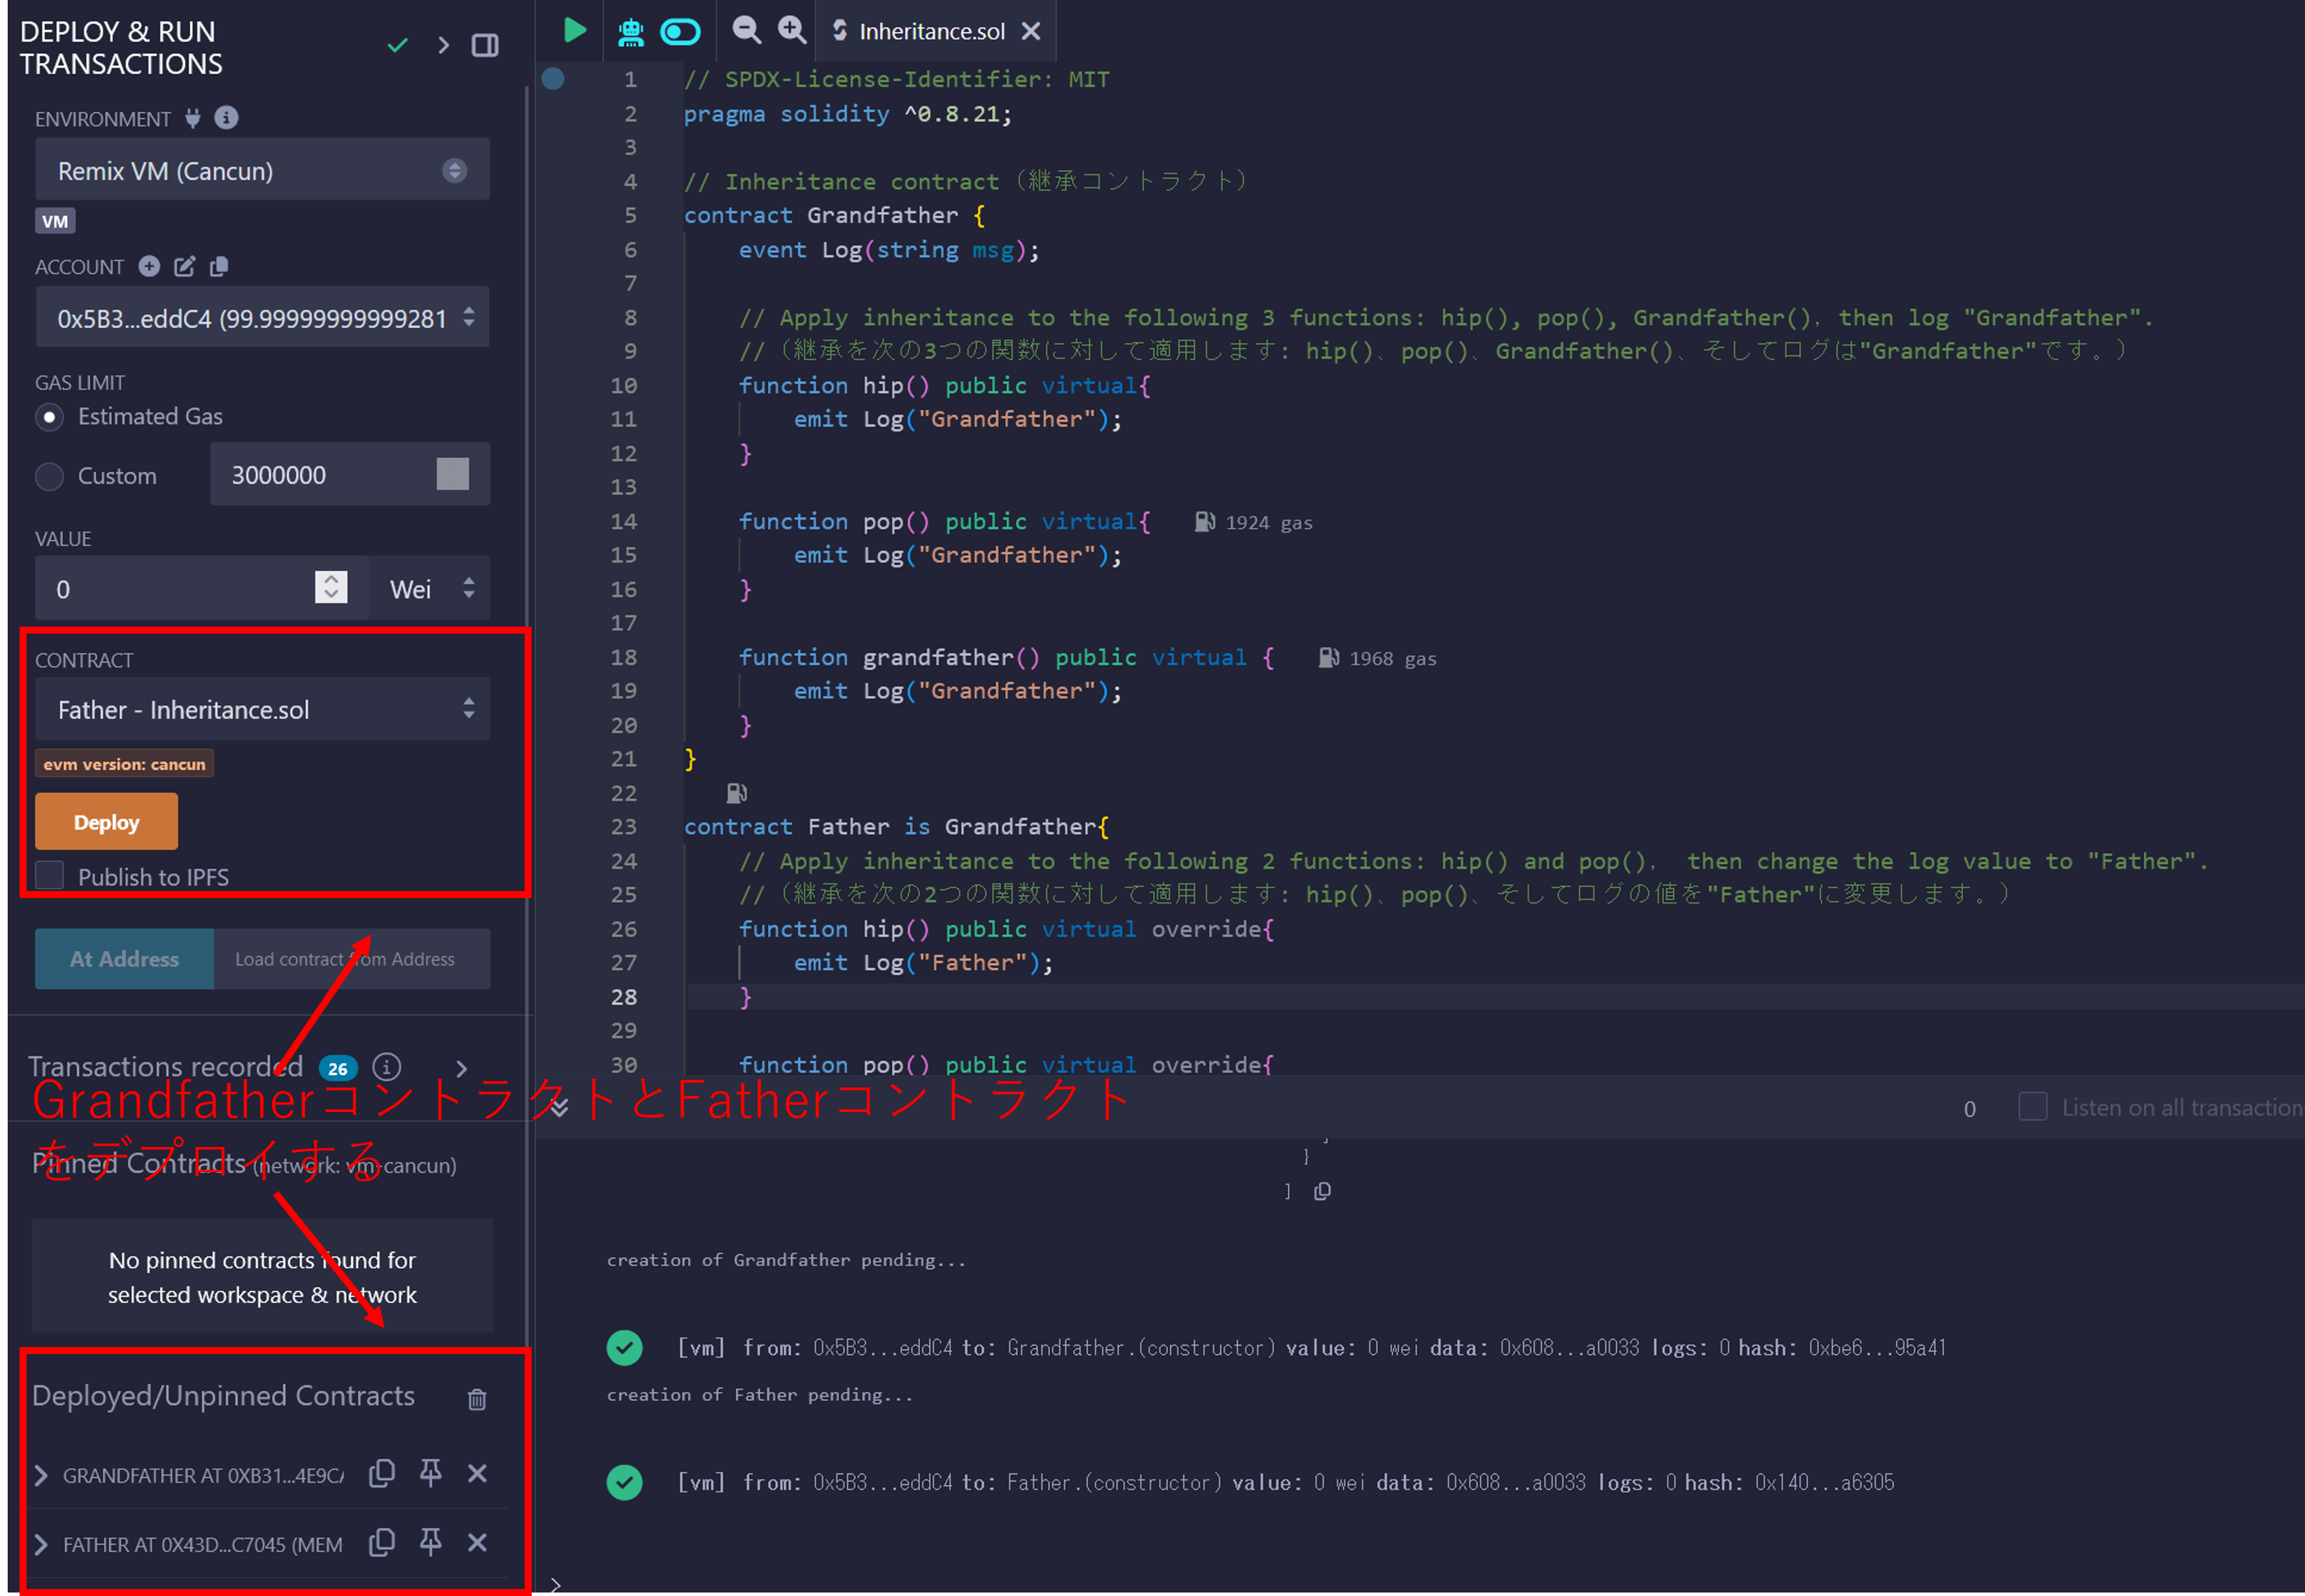 DEPLOY & RUN
TRANSACTIONS
ENVIRONMENT
Remix VM (Cancun)
VM
ACCOUNT
0x5B3...eddC4 (99.99999999999281
GAS LIMIT
Estimated Gas
Custom
3000000
VALUE
0
Wei
CONTRACT
Father - Inheritance.sol
evm version: cancun
Deploy
Publish to IPFS
At Address
Load contract from Address
Transactions recorded 26
Grandfatherコントラクトと Fatherコントラクト
をデプロイする
Pinned Contracts (network: vm-cancun)
No pinned contracts found for
selected workspace & network
Deployed/Unpinned Contracts
GRANDFATHER AT 0XB31...4E9CA
FATHER AT 0X43D...C7045 (MEM
Inheritance.sol
1 // SPDX-License-Identifier: MIT
2 pragma solidity ^0.8.21;
3
4 // Inheritance contract（継承コントラクト）
5 contract Grandfather {
6 event Log(string msg);
7
8 // Apply inheritance to the following 3 functions: hip(), pop(), Grandfather(), then log "Grandfather".
9 //（継承を次の3つの関数に対して適用します: hip()、pop()、Grandfather()、そしてログは"Grandfather"です。）
10 function hip() public virtual{
11 emit Log("Grandfather");
12 }
13
14 function pop() public virtual{ 1924 gas
15 emit Log("Grandfather");
16 }
17
18 function grandfather() public virtual { 1968 gas
19 emit Log("Grandfather");
20 }
21 }
22
23 contract Father is Grandfather{
24 // Apply inheritance to the following 2 functions: hip() and pop(), then change the log value to "Father".
25 //（継承を次の2つの関数に対して適用します: hip()、pop()、そしてログの値を"Father"に変更します。）
26 function hip() public virtual override{
27 emit Log("Father");
28 }
29
30 function pop() public virtual override{
0
Listen on all transaction
]
}
]
creation of Grandfather pending...
[vm] from: 0x5B3...eddC4 to: Grandfather.(constructor) value: 0 wei data: 0x608...a0033 logs: 0 hash: 0xbe6...95a41
creation of Father pending...
[vm] from: 0x5B3...eddC4 to: Father.(constructor) value: 0 wei data: 0x608...a0033 logs: 0 hash: 0x140...a6305
>